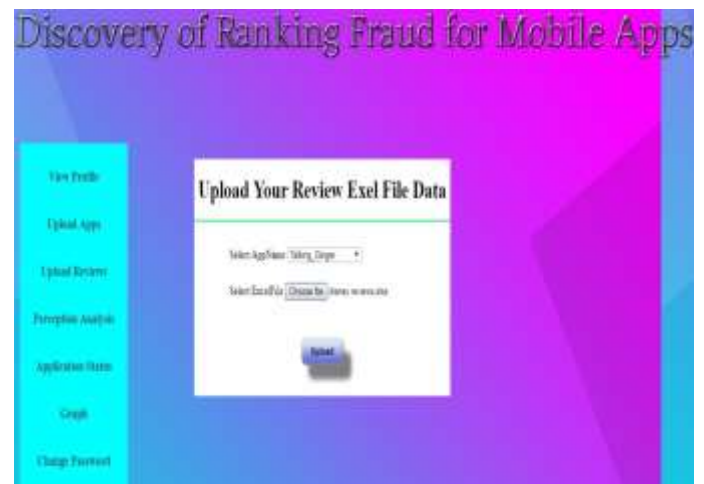 Discovery of Ranking Fraud for Mobile Apps
View Profile
Upload Apps
Upload Reviews
Perception Analysis
Application Status
Graph
Change Password
Upload Your Review Exel File Data
Select AppName Talking_Ginger
Select ExcelFile Choose file
Upload